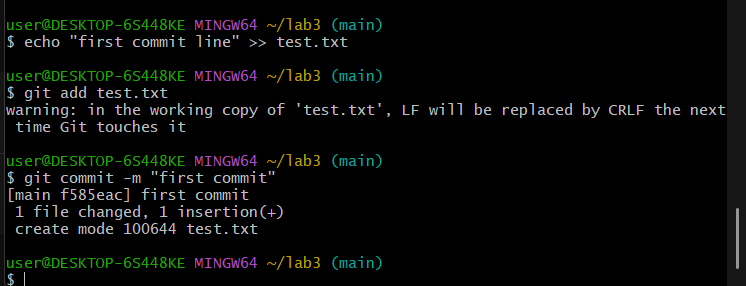 user@DESKTOP-6S448KE MINGW64 ~/lab3 (main)
$ echo "first commit line" >> test.txt
user@DESKTOP-6S448KE MINGW64 ~/lab3 (main)
$ git add test.txt
warning: in the working copy of 'test.txt', LF will be replaced by CRLF the next
 time Git touches it
user@DESKTOP-6S448KE MINGW64 ~/lab3 (main)
$ git commit -m "first commit"
[main f585eac] first commit
 1 file changed, 1 insertion(+)
 create mode 100644 test.txt
user@DESKTOP-6S448KE MINGW64 ~/lab3 (main)
$